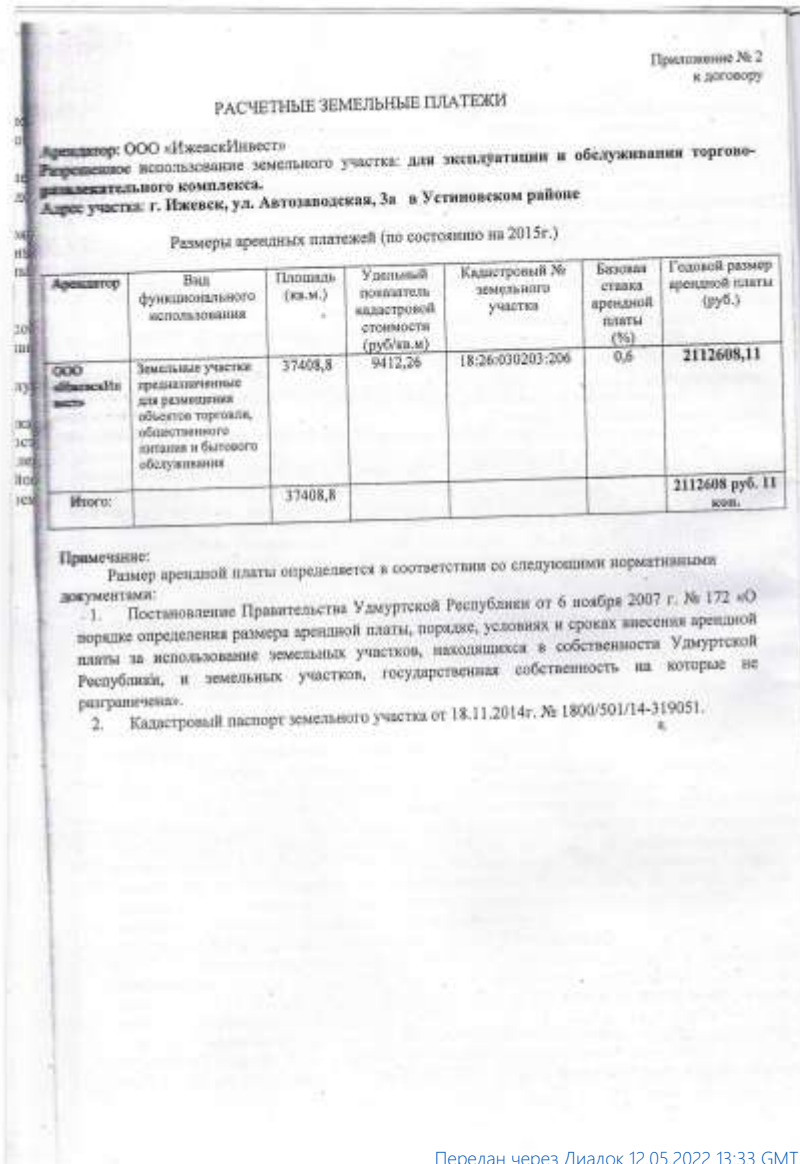 Приложение № 2
к договору
РАСЧЕТНЫЕ ЗЕМЕЛЬНЫЕ ПЛАТЕЖИ
Арендатор: ООО «ИжевскИнвест»
Разрешенное использование земельного участка: для эксплуатации и обслуживания торгово-
развлекательного комплекса.
Адрес участка: г. Ижевск, ул. Автозаводская, 3а в Устиновском районе
Размеры арендных платежей (по состоянию на 2015г.)
Арендатор
Вид
функционального
использования
Площадь
(кв.м.)
Удельный
показатель
кадастровой
стоимости
(руб/кв.м)
Кадастровый №
земельного
участка
Базовая
ставка
арендной
платы
(%)
Годовой размер
арендной платы
(руб.)
ООО
«ИжевскИн
вест»
Земельные участки
предназначенные
для размещения
объектов торговли,
общественного
питания и бытового
обслуживания
37408,8
9412,26
18:26:030203:206
0,6
2112608,11
Итого:
37408,8
2112608 руб. 11
коп.
Примечание:
Размер арендной платы определяется в соответствии со следующими нормативными
документами:
1. Постановление Правительства Удмуртской Республики от 6 ноября 2007 г. № 172 «О
порядке определения размера арендной платы, порядке, условиях и сроках внесения арендной
платы за использование земельных участков, находящихся в собственности Удмуртской
Республики, и земельных участков, государственная собственность на которые не
разграничена».
2. Кадастровый паспорт земельного участка от 18.11.2014г. № 1800/501/14-319051.
Передан через Диадок 12.05.2022 13:33 GMT